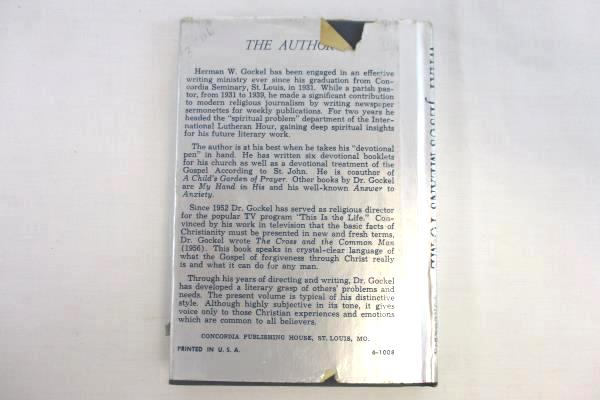 THE AUTHOR
Herman W. Gockel has been engaged in an effective
writing ministry ever since his graduation from Con-
cordia Seminary, St. Louis, in 1931. While a parish pas-
tor, from 1931 to 1939, he made a significant contribution
to modern religious journalism by writing newspaper
sermonettes for weekly publications. For two years he
headed the "spiritual problem" department of the Inter-
national Lutheran Hour, gaining deep spiritual insights
for his future literary work.
The author is at his best when he takes his "devotional
pen" in hand. He has written six devotional booklets
for his church as well as a devotional treatment of the
Gospel According to St. John. He is coauthor of
A Child's Garden of Prayer. Other books by Dr. Gockel
are My Hand in His and his well-known Answer to
Anxiety.
Since 1952 Dr. Gockel has served as religious director
for the popular TV program "This Is the Life." Con-
vinced by his work in television that the basic facts of
Christianity must be presented in new and fresh terms,
Dr. Gockel wrote The Cross and the Common Man
(1956). This book speaks in crystal-clear language of
what the Gospel of forgiveness through Christ really
is and what it can do for any man.
Through his years of directing and writing, Dr. Gockel
has developed a literary grasp of others' problems and
needs. The present volume is typical of his distinctive
style. Although highly subjective in its tone, it gives
voice only to those Christian experiences and emotions
which are common to all believers.
CONCORDIA PUBLISHING HOUSE, ST. LOUIS, MO.
PRINTED IN U. S. A. 6-1008
WHAT JESUS MEANS TO ME